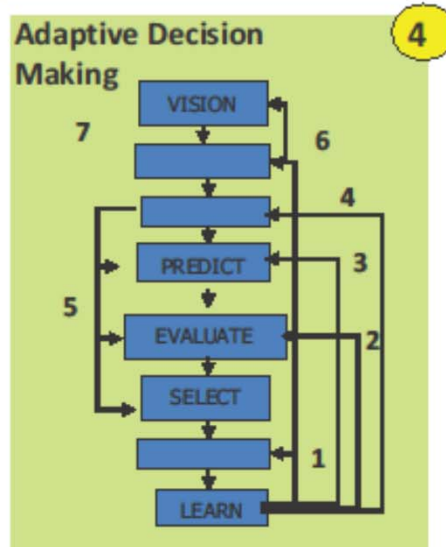 Adaptive Decision
Making
4
VISION
7
6
4
PREDICT
3
5
EVALUATE
2
SELECT
1
LEARN